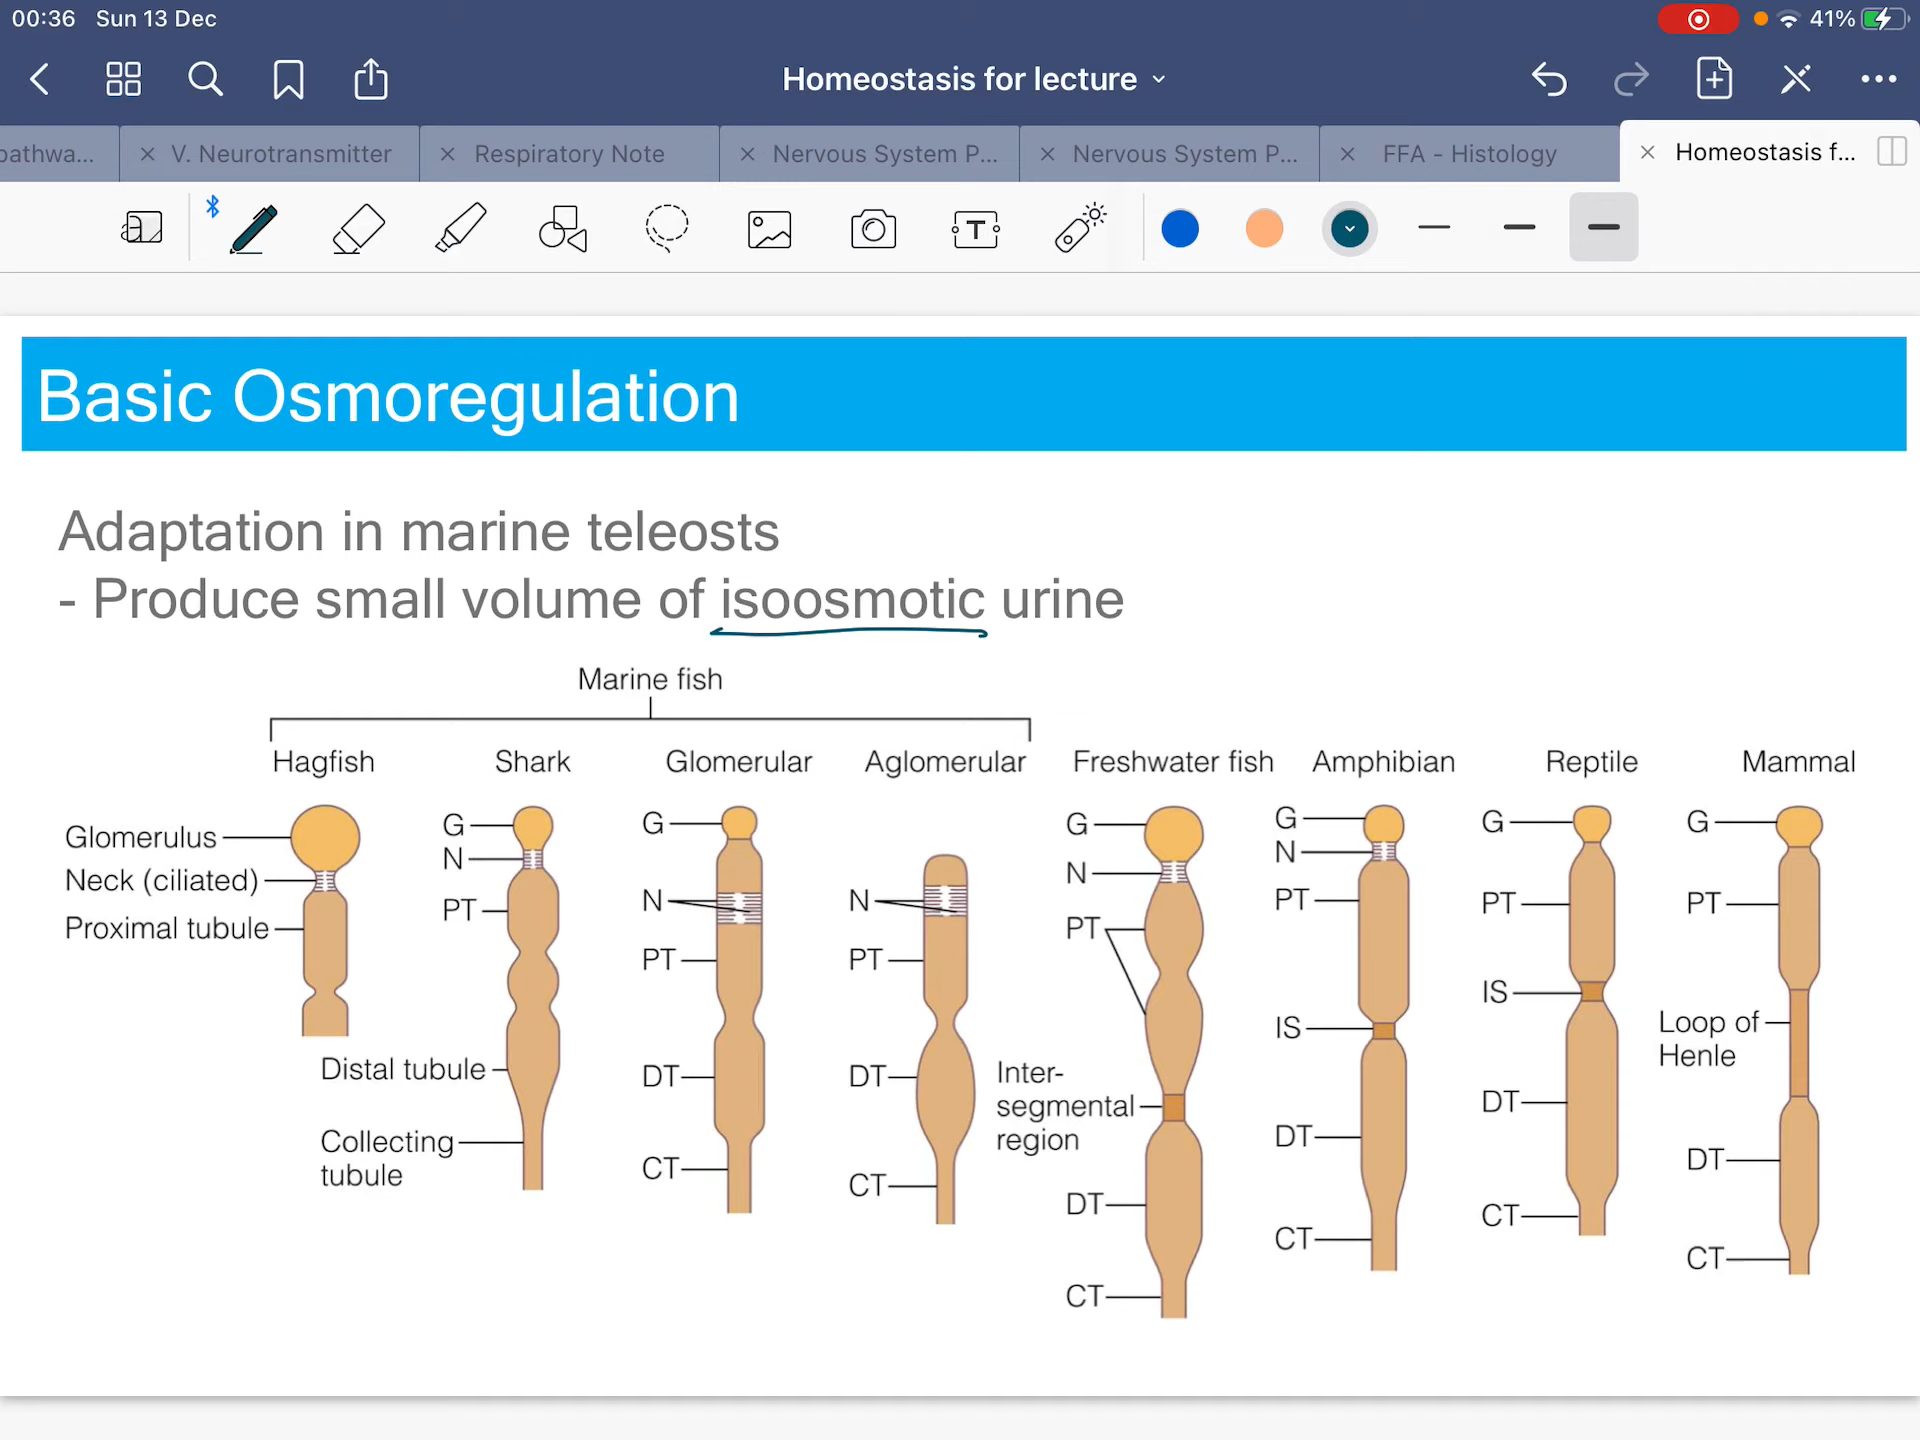 00:36 Sun 13 Dec
41%
Homeostasis for lecture
pathwa...
V. Neurotransmitter
Respiratory Note
Nervous System P...
Nervous System P...
FFA - Histology
Homeostasis f...
Basic Osmoregulation
Adaptation in marine teleosts
- Produce small volume of isoosmotic urine
Marine fish
Hagfish
Shark
Glomerular
Aglomerular
Freshwater fish
Amphibian
Reptile
Mammal
Glomerulus
Neck (ciliated)
Proximal tubule
G
N
PT
Distal tubule
Collecting
tubule
G
N
PT
DT
CT
N
PT
DT
CT
G
N
PT
Inter-
segmental
region
DT
CT
G
N
PT
IS
DT
CT
G
PT
IS
DT
CT
G
PT
Loop of
Henle
DT
CT